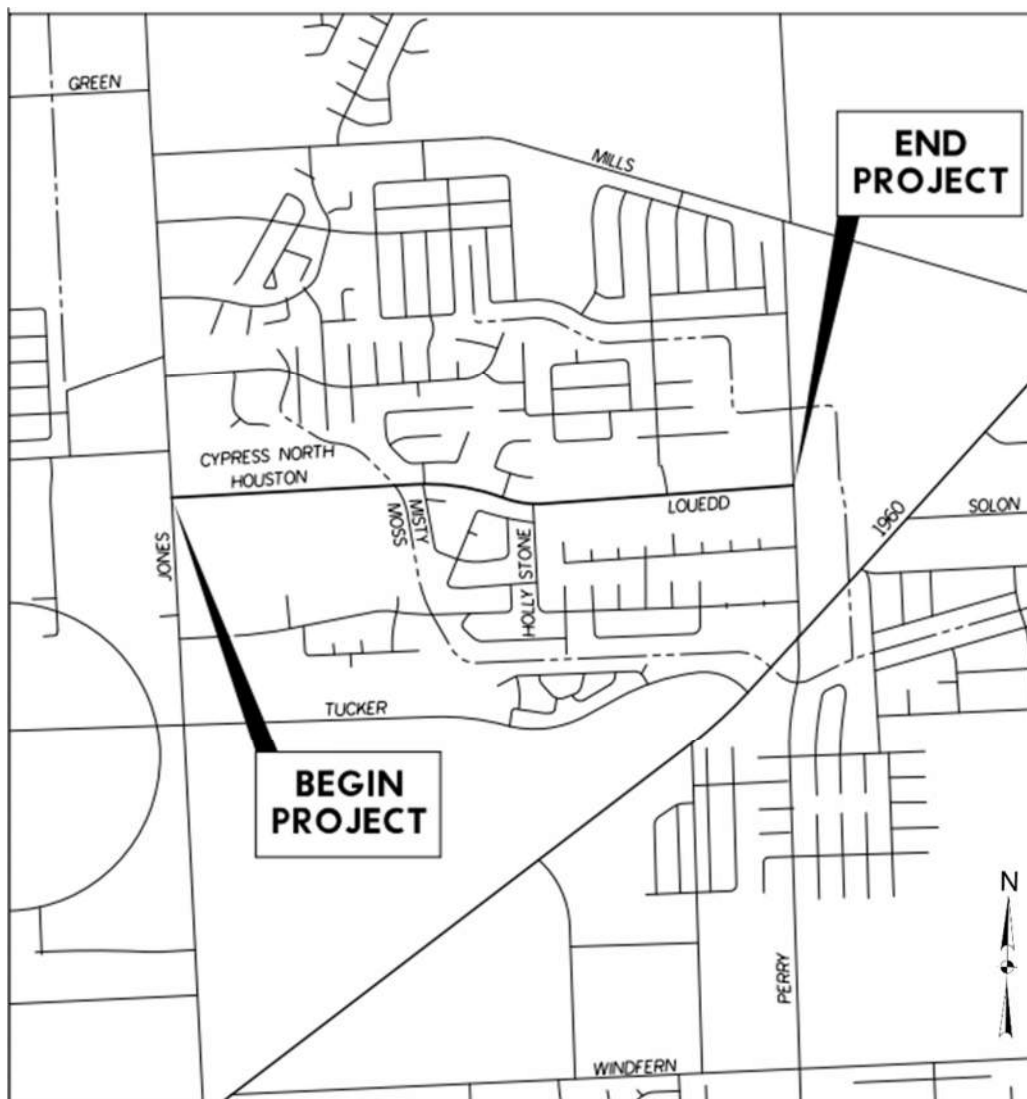 GREEN
MILLS
END
PROJECT
CYPRESS NORTH
HOUSTON
MISTY
MOSS
LOUEDD
1960
SOLON
JONES
HOLLY STONE
TUCKER
BEGIN
PROJECT
N
PERRY
WINDFERN